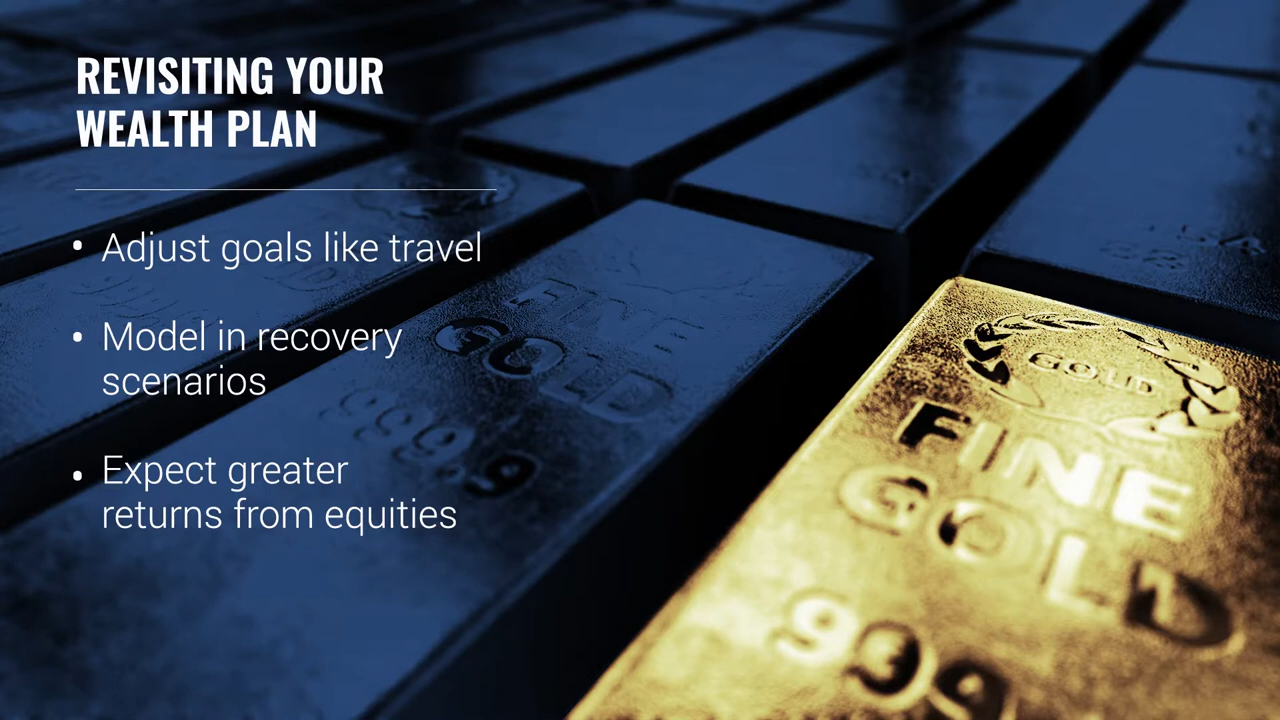 REVISITING YOUR
WEALTH PLAN
• Adjust goals like travel
• Model in recovery
scenarios
• Expect greater
returns from equities
FINE
GOLD
999.9
GOLD
FINE
GOLD
999